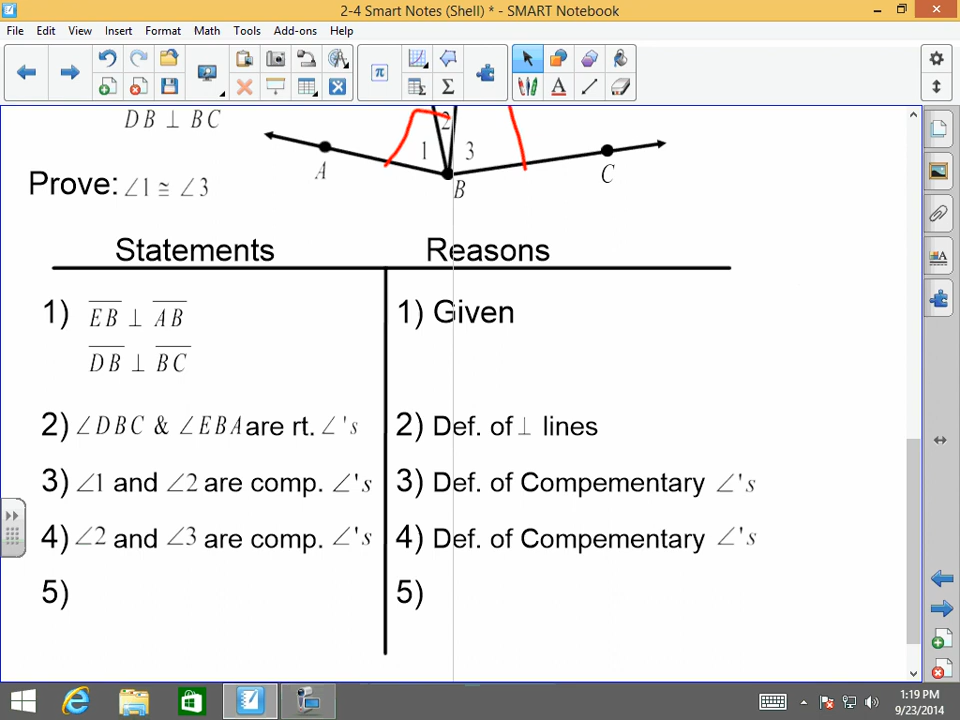 2-4 Smart Notes (Shell) * - SMART Notebook
File Edit View Insert Format Math Tools Add-ons Help
DB ⊥ BC
2
1 3
A
B
C
Prove: ∠1 ≅ ∠3
Statements Reasons
1) EB ⊥ AB 1) Given
DB ⊥ BC
2) ∠DBC & ∠EBA are rt. ∠'s 2) Def. of ⊥ lines
3) ∠1 and ∠2 are comp. ∠'s 3) Def. of Compementary ∠'s
4) ∠2 and ∠3 are comp. ∠'s 4) Def. of Compementary ∠'s
5) 5)
1:19 PM
9/23/2014